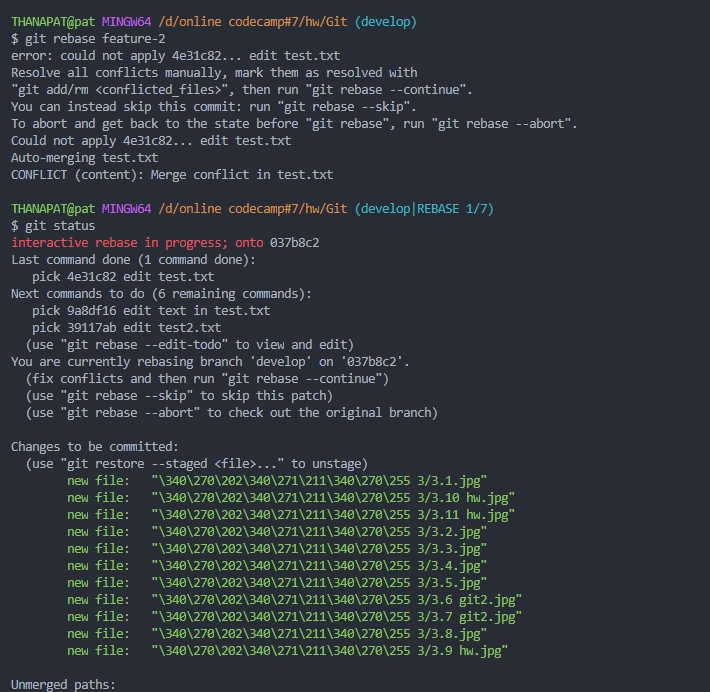 THANAPAT@pat MINGW64 /d/online codecamp#7/hw/Git (develop)
$ git rebase feature-2
error: could not apply 4e31c82... edit test.txt
Resolve all conflicts manually, mark them as resolved with
"git add/rm <conflicted_files>", then run "git rebase --continue".
You can instead skip this commit: run "git rebase --skip".
To abort and get back to the state before "git rebase", run "git rebase --abort".
Could not apply 4e31c82... edit test.txt
Auto-merging test.txt
CONFLICT (content): Merge conflict in test.txt
THANAPAT@pat MINGW64 /d/online codecamp#7/hw/Git (develop|REBASE 1/7)
$ git status
interactive rebase in progress; onto 037b8c2
Last command done (1 command done):
   pick 4e31c82 edit test.txt
Next commands to do (6 remaining commands):
   pick 9a8df16 edit text in test.txt
   pick 39117ab edit test2.txt
  (use "git rebase --edit-todo" to view and edit)
You are currently rebasing branch 'develop' on '037b8c2'.
  (fix conflicts and then run "git rebase --continue")
  (use "git rebase --skip" to skip this patch)
  (use "git rebase --abort" to check out the original branch)
Changes to be committed:
  (use "git restore --staged <file>..." to unstage)
        new file:   "\340\270\202\340\271\211\340\270\255 3/3.1.jpg"
        new file:   "\340\270\202\340\271\211\340\270\255 3/3.10 hw.jpg"
        new file:   "\340\270\202\340\271\211\340\270\255 3/3.11 hw.jpg"
        new file:   "\340\270\202\340\271\211\340\270\255 3/3.2.jpg"
        new file:   "\340\270\202\340\271\211\340\270\255 3/3.3.jpg"
        new file:   "\340\270\202\340\271\211\340\270\255 3/3.4.jpg"
        new file:   "\340\270\202\340\271\211\340\270\255 3/3.5.jpg"
        new file:   "\340\270\202\340\271\211\340\270\255 3/3.6 git2.jpg"
        new file:   "\340\270\202\340\271\211\340\270\255 3/3.7 git2.jpg"
        new file:   "\340\270\202\340\271\211\340\270\255 3/3.8.jpg"
        new file:   "\340\270\202\340\271\211\340\270\255 3/3.9 hw.jpg"
Unmerged paths: